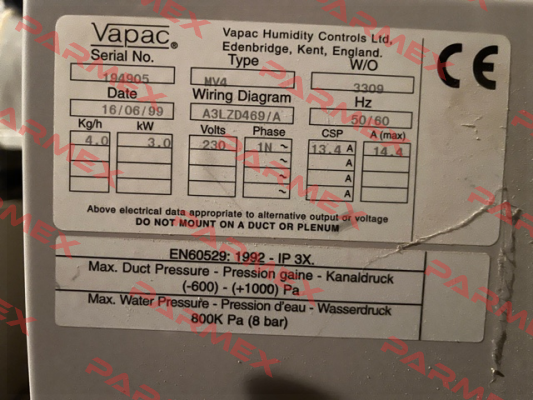 Vapac®
Vapac Humidity Controls Ltd,
Edenbridge, Kent, England.
Serial No. Type W/O
194905 MV4 3309
Date Wiring Diagram Hz
16/06/99 A3LZD469/A 50/60
Kg/h kW Volts Phase CSP A (max)
4.0 3.0 230 1N ~ 13.4 A 14.4
~ A
~ A
~ A
Above electrical data appropriate to alternative output or voltage
DO NOT MOUNT ON A DUCT OR PLENUM
CE
EN60529: 1992 - IP 3X.
Max. Duct Pressure - Pression gaine - Kanaldruck
(-600) - (+1000) Pa
Max. Water Pressure - Pression d'eau - Wasserdruck
800K Pa (8 bar)
PARMEX